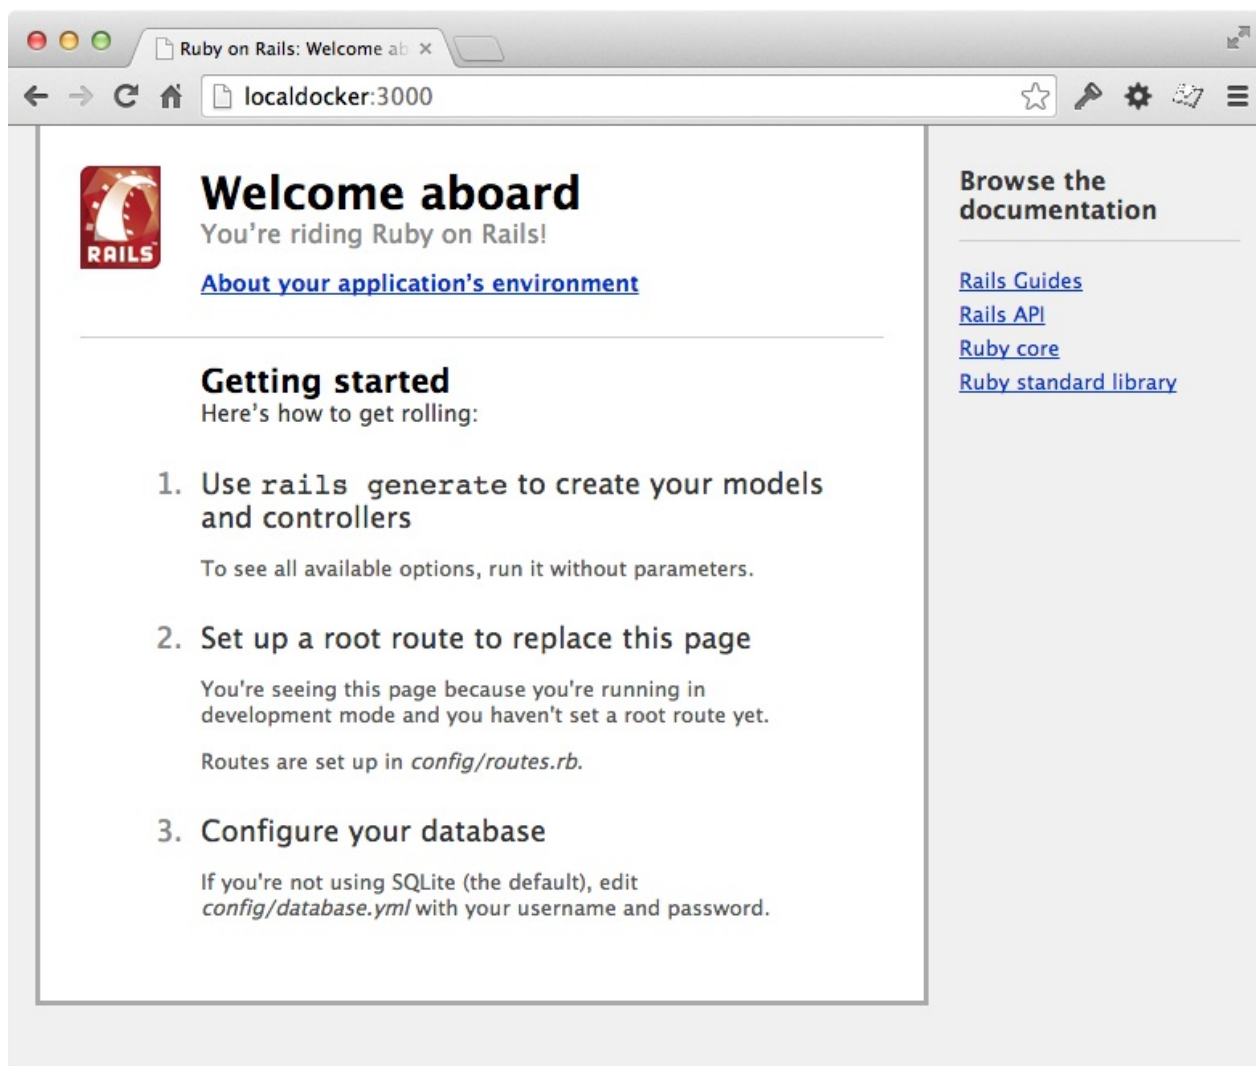 Ruby on Rails: Welcome ab
localdocker:3000
RAILS
Welcome aboard
You’re riding Ruby on Rails!
About your application’s environment
Getting started
Here’s how to get rolling:
1. Use rails generate to create your models
and controllers
To see all available options, run it without parameters.
2. Set up a root route to replace this page
You're seeing this page because you're running in
development mode and you haven't set a root route yet.
Routes are set up in config/routes.rb.
3. Configure your database
If you're not using SQLite (the default), edit
config/database.yml with your username and password.
Browse the
documentation
Rails Guides
Rails API
Ruby core
Ruby standard library